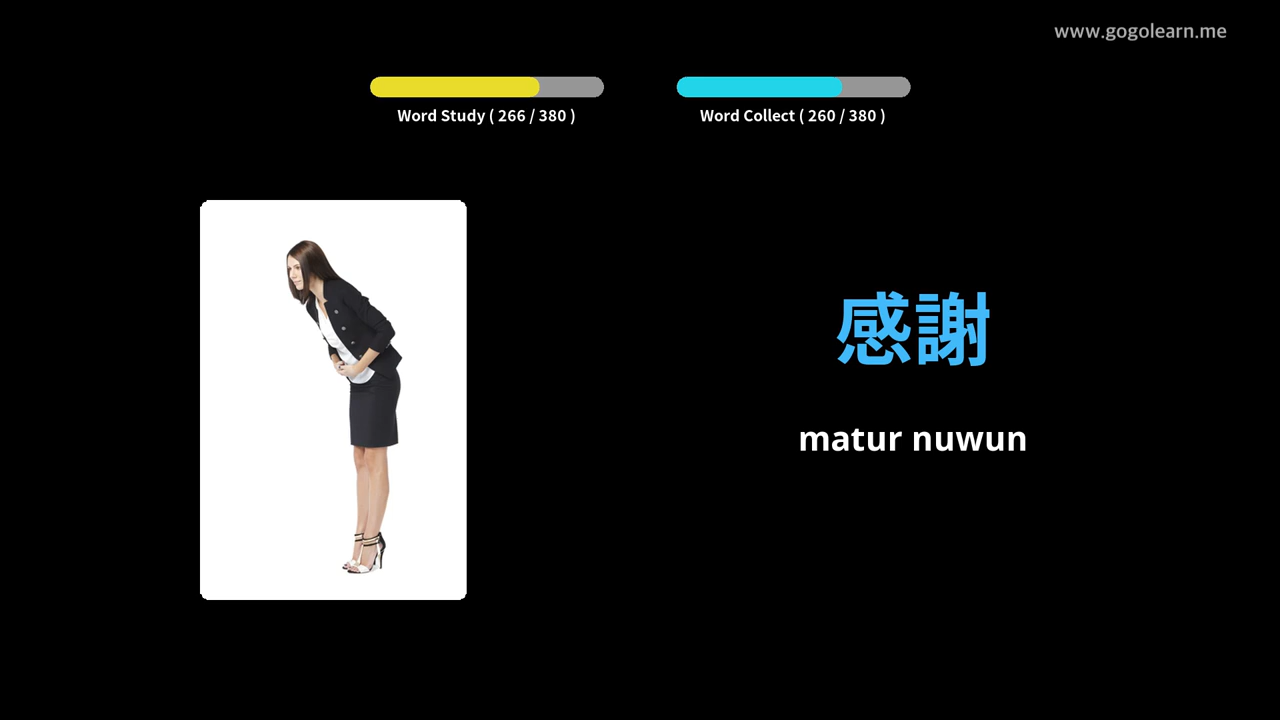 www.gogolearn.me
Word Study ( 266 / 380 )
Word Collect ( 260 / 380 )
感謝
matur nuwun